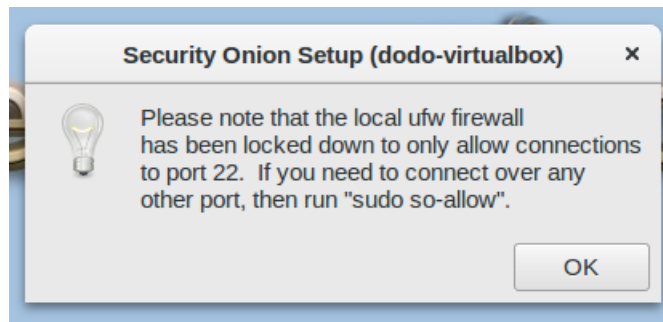 Security Onion Setup (dodo-virtualbox) ×
Please note that the local ufw firewall
has been locked down to only allow connections
to port 22.  If you need to connect over any
other port, then run "sudo so-allow".
OK